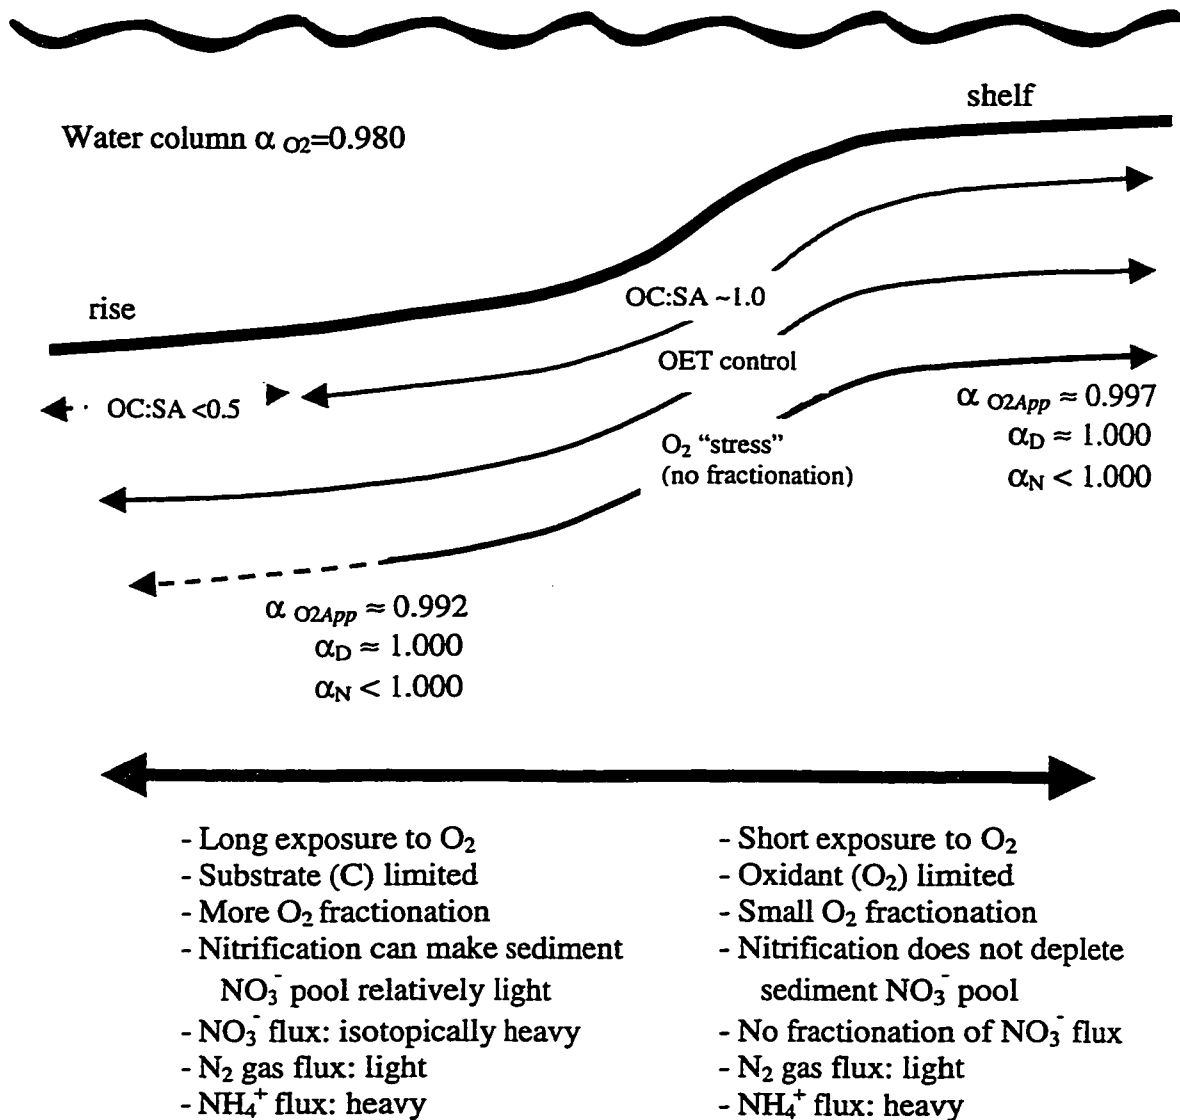 shelf
Water column α O2=0.980
rise
OC:SA ~1.0
OET control
OC:SA <0.5
O2 “stress”
(no fractionation)
α O2App ≈ 0.997
αD ≈ 1.000
αN < 1.000
α O2App ≈ 0.992
αD ≈ 1.000
αN < 1.000
- Long exposure to O2
- Substrate (C) limited
- More O2 fractionation
- Nitrification can make sediment
NO3- pool relatively light
- NO3- flux: isotopically heavy
- N2 gas flux: light
- NH4+ flux: heavy
- Short exposure to O2
- Oxidant (O2) limited
- Small O2 fractionation
- Nitrification does not deplete
sediment NO3- pool
- No fractionation of NO3- flux
- N2 gas flux: light
- NH4+ flux: heavy